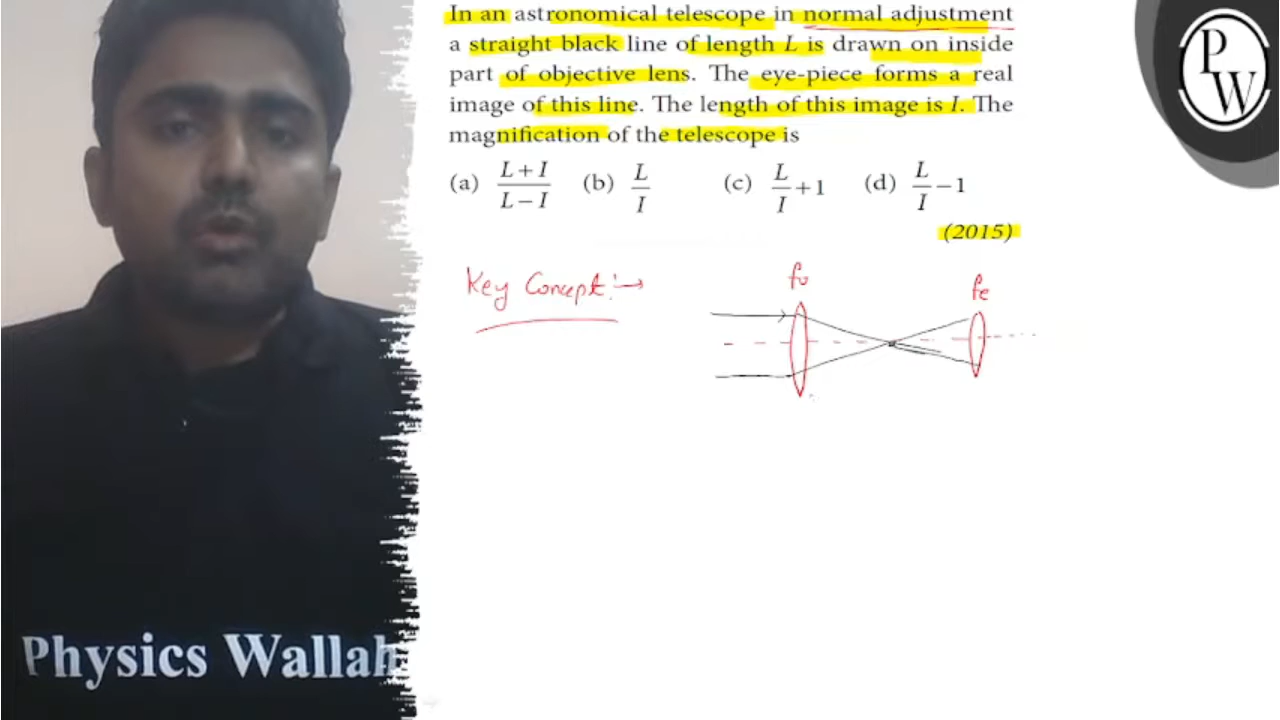 In an astronomical telescope in normal adjustment
a straight black line of length L is drawn on inside
part of objective lens. The eye-piece forms a real
image of this line. The length of this image is I. The
magnification of the telescope is
(a) L+I/L−I (b) L/I (c) L/I+1 (d) L/I−1
(2015)
Key Concept:→
fo
fe
PW
Physics Wallah